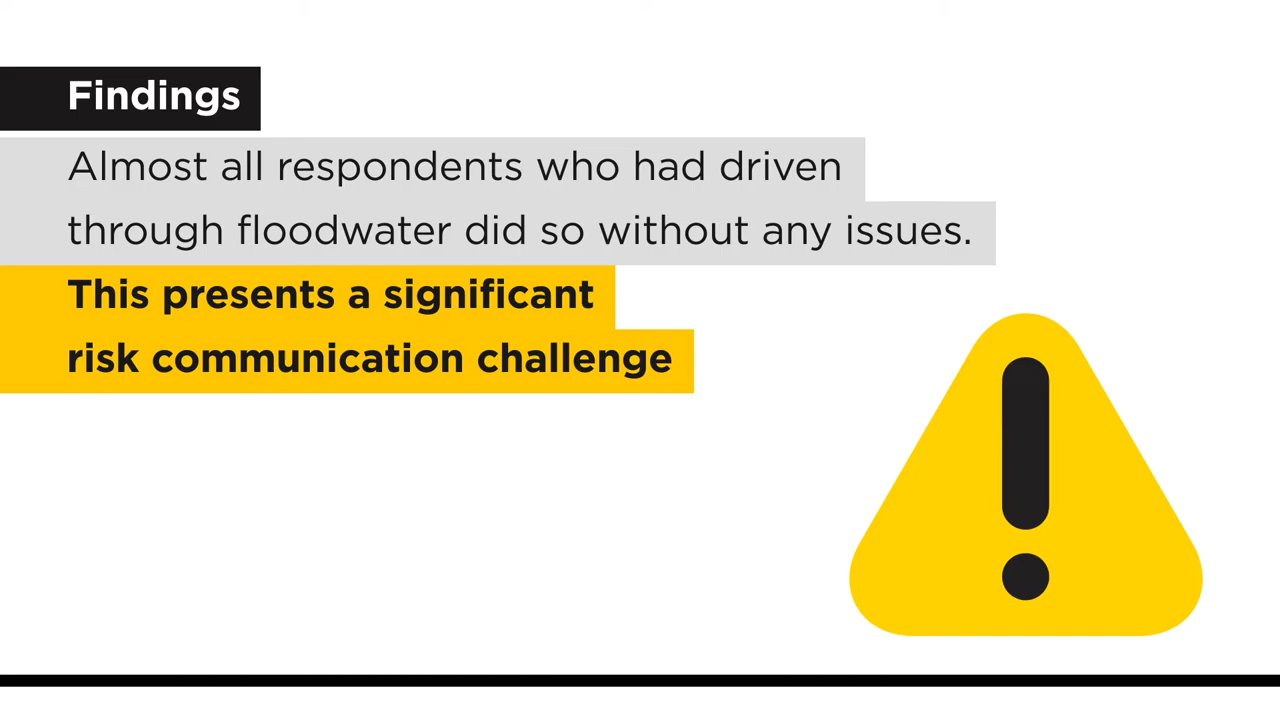 Findings
Almost all respondents who had driven
through floodwater did so without any issues.
This presents a significant
risk communication challenge